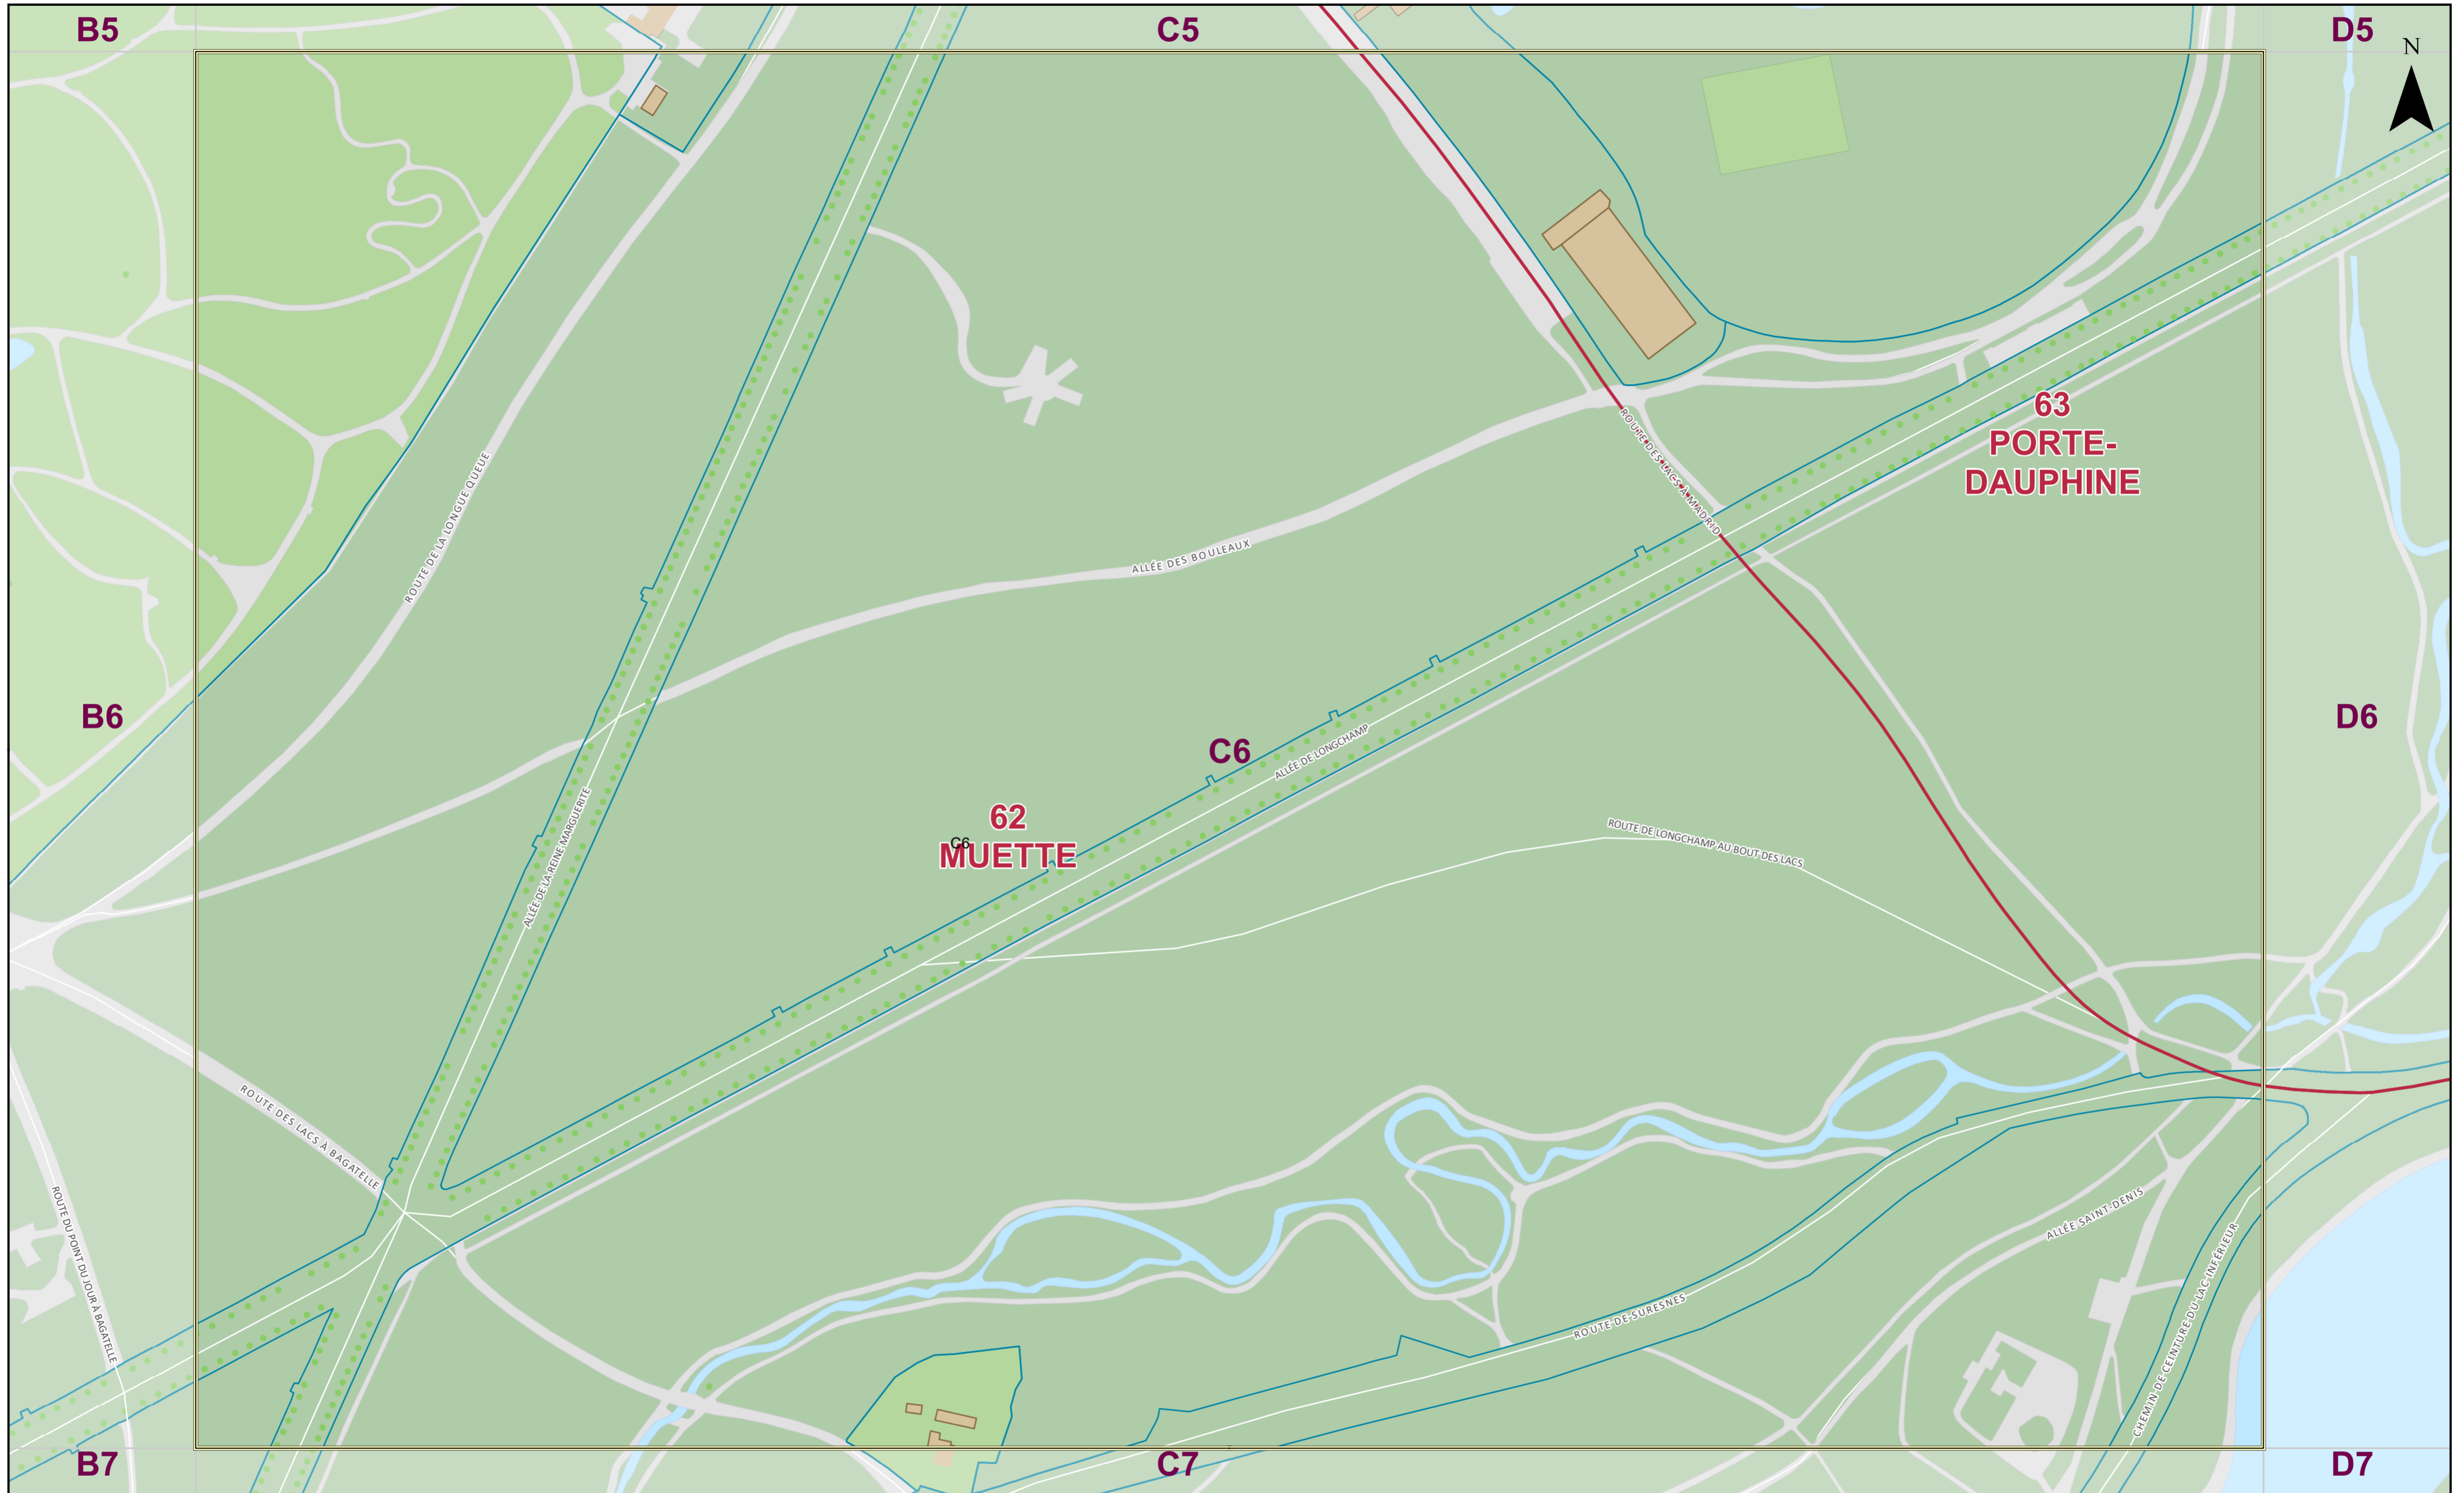 B5
C5
D5
N
63
PORTE-
DAUPHINE
ROUTE DES LACS À MADRID
ROUTE DE LA LONGUE QUEUE
ALLÉE DES BOULEAUX
B6
C6
D6
ALLÉE DE LONGCHAMP
62
MUETTE
C6
ALLÉE DE LA REINE MARGUERITE
ROUTE DE LONGCHAMP AU BOUT DES LACS
ROUTE DES LACS À BAGATELLE
ROUTE DU POINT DU JOUR À BAGATELLE
ALLÉE SAINT-DENIS
CHEMIN DE CEINTURE DU LAC INFÉRIEUR
ROUTE DE SURESNES
B7
C7
D7